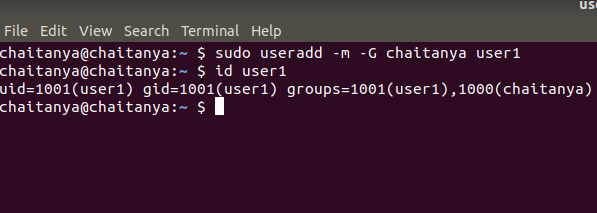 us
File Edit View Search Terminal Help
chaitanya@chaitanya:~ $ sudo useradd -m -G chaitanya user1
chaitanya@chaitanya:~ $ id user1
uid=1001(user1) gid=1001(user1) groups=1001(user1),1000(chaitanya)
chaitanya@chaitanya:~ $